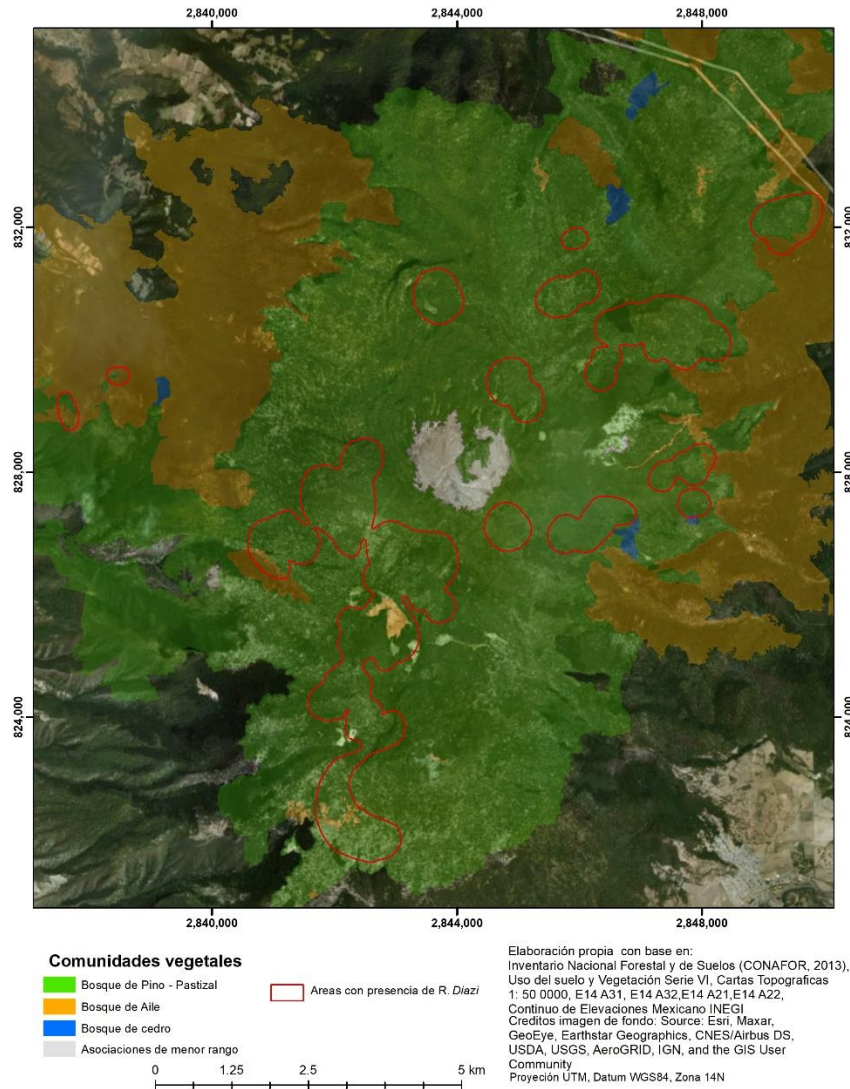 2,840,000 2,844,000 2,848,000
832,000 832,000
828,000 828,000
824,000 824,000
2,840,000 2,844,000 2,848,000
Comunidades vegetales
Bosque de Pino - Pastizal
Bosque de Aile
Bosque de cedro
Asociaciones de menor rango
Areas con presencia de R. Diazi
0 1.25 2.5 5 km
Elaboración propia con base en:
Inventario Nacional Forestal y de Suelos (CONAFOR, 2013),
Uso del suelo y Vegetación Serie VI, Cartas Topograficas
1: 50 0000, E14 A31, E14 A32,E14 A21,E14 A22,
Continuo de Elevaciones Mexicano INEGI
Creditos imagen de fondo: Source: Esri, Maxar,
GeoEye, Earthstar Geographics, CNES/Airbus DS,
USDA, USGS, AeroGRID, IGN, and the GIS User
Community
Proyeción UTM, Datum WGS84, Zona 14N